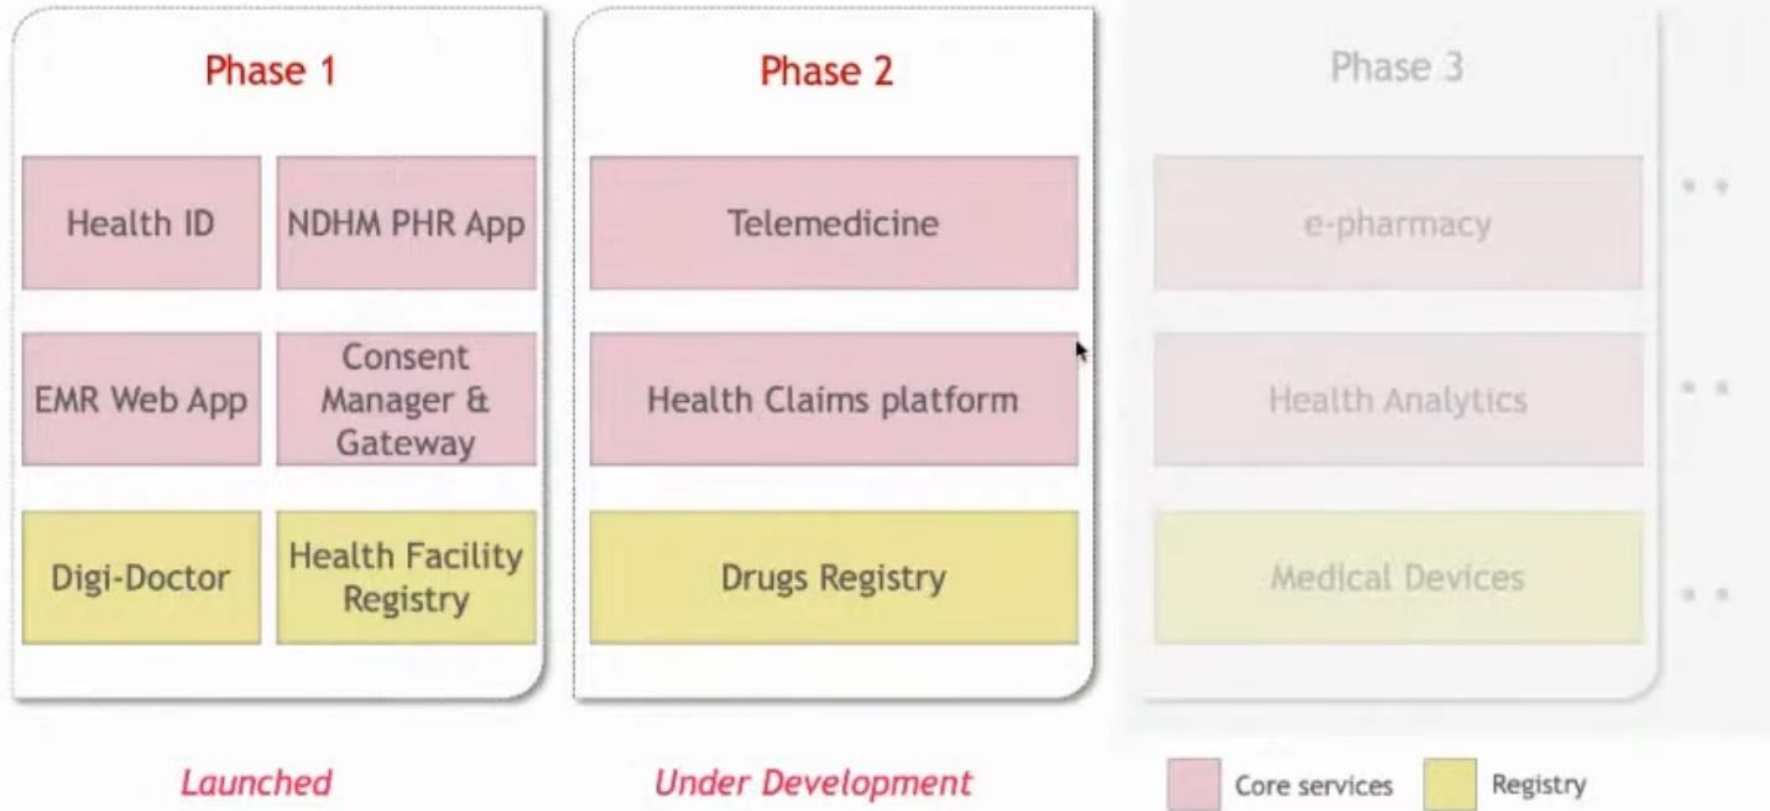 Phase 1
Health ID
NDHM PHR App
EMR Web App
Consent
Manager &
Gateway
Digi-Doctor
Health Facility
Registry
Launched
Phase 2
Telemedicine
Health Claims platform
Drugs Registry
Under Development
Phase 3
e-pharmacy
Health Analytics
Medical Devices
Core services
Registry